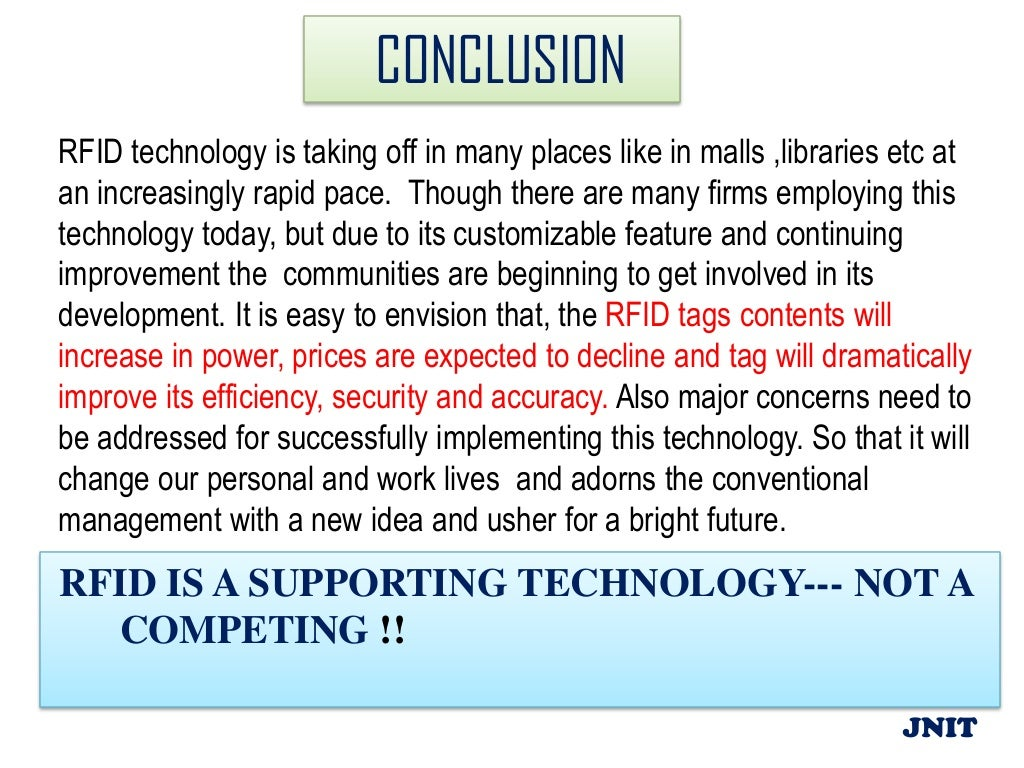 CONCLUSION
RFID technology is taking off in many places like in malls ,libraries etc at
an increasingly rapid pace.  Though there are many firms employing this
technology today, but due to its customizable feature and continuing
improvement the  communities are beginning to get involved in its
development. It is easy to envision that, the RFID tags contents will
increase in power, prices are expected to decline and tag will dramatically
improve its efficiency, security and accuracy. Also major concerns need to
be addressed for successfully implementing this technology. So that it will
change our personal and work lives  and adorns the conventional
management with a new idea and usher for a bright future.
RFID IS A SUPPORTING TECHNOLOGY--- NOT A
COMPETING !!
JNIT